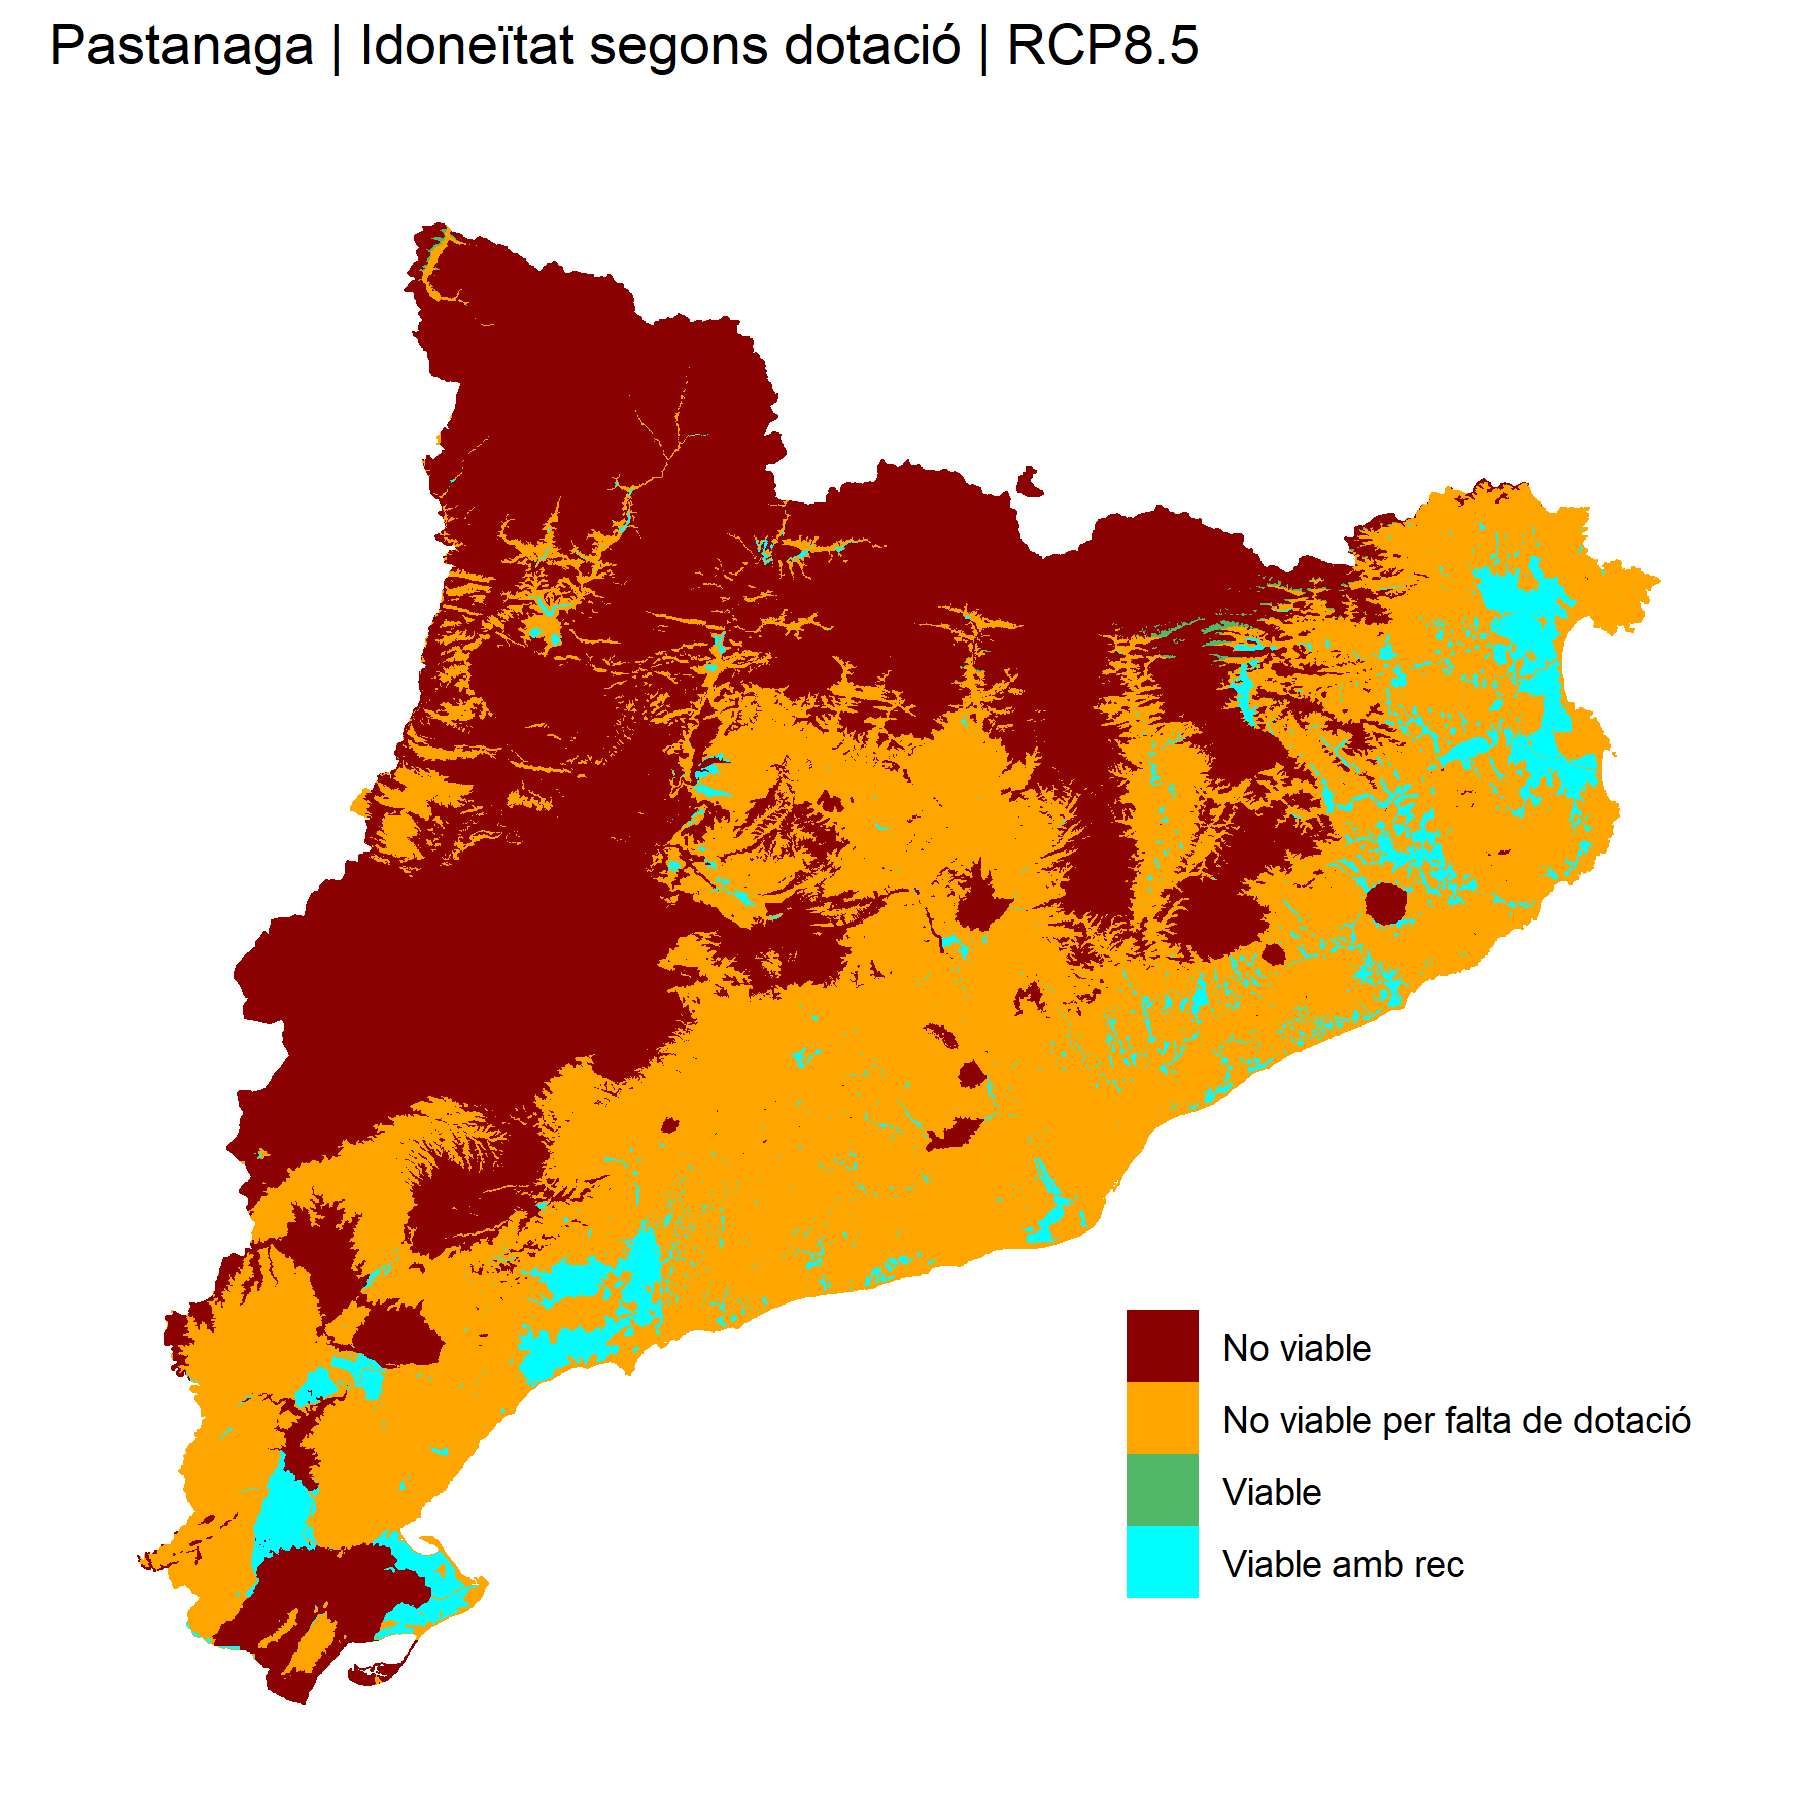 Pastanaga | Idoneïtat segons dotació | RCP8.5
No viable
No viable per falta de dotació
Viable
Viable amb rec